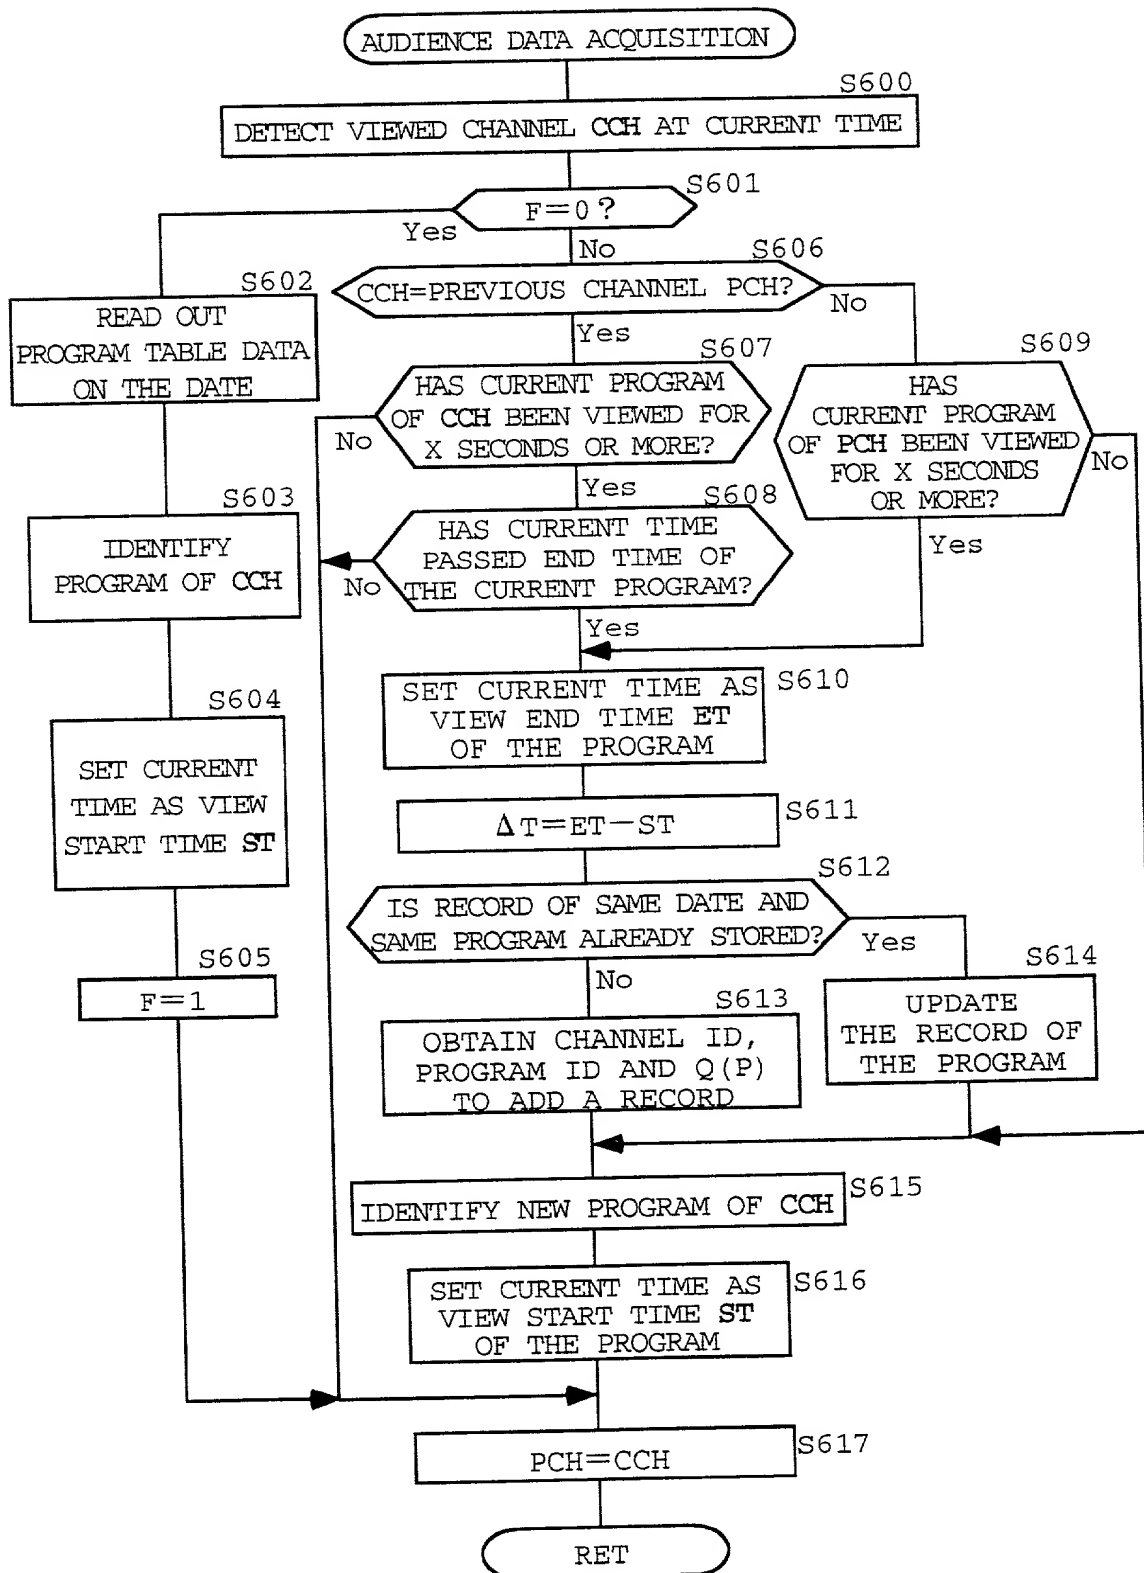 AUDIENCE DATA ACQUISITION
S600
DETECT VIEWED CHANNEL CCH AT CURRENT TIME
S601
F=0?
Yes
No
S606
CCH=PREVIOUS CHANNEL PCH?
No
Yes
S602
READ OUT
PROGRAM TABLE DATA
ON THE DATE
S607
HAS CURRENT PROGRAM
OF CCH BEEN VIEWED FOR
X SECONDS OR MORE?
No
Yes
S609
HAS
CURRENT PROGRAM
OF PCH BEEN VIEWED
FOR X SECONDS
OR MORE?
No
Yes
S603
IDENTIFY
PROGRAM OF CCH
S608
HAS CURRENT TIME
PASSED END TIME OF
THE CURRENT PROGRAM?
No
Yes
S604
SET CURRENT
TIME AS VIEW
START TIME ST
S610
SET CURRENT TIME AS
VIEW END TIME ET
OF THE PROGRAM
S611
ΔT=ET−ST
S612
IS RECORD OF SAME DATE AND
SAME PROGRAM ALREADY STORED?
Yes
No
S605
F=1
S613
OBTAIN CHANNEL ID,
PROGRAM ID AND Q(P)
TO ADD A RECORD
S614
UPDATE
THE RECORD OF
THE PROGRAM
S615
IDENTIFY NEW PROGRAM OF CCH
S616
SET CURRENT TIME AS
VIEW START TIME ST
OF THE PROGRAM
S617
PCH=CCH
RET